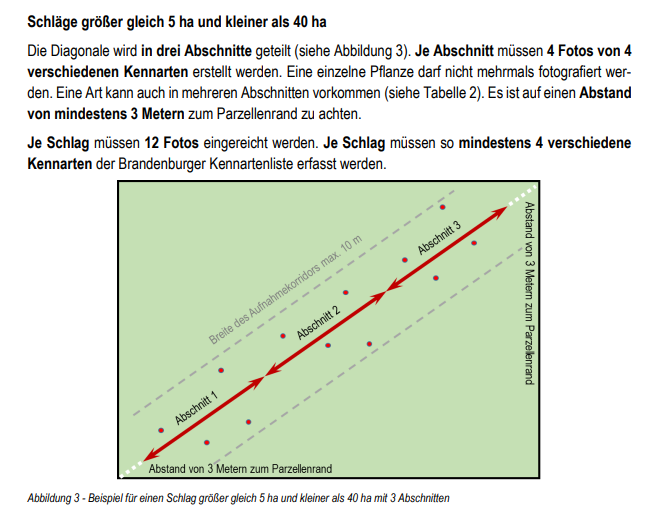 Schläge größer gleich 5 ha und kleiner als 40 ha
Die Diagonale wird in drei Abschnitte geteilt (siehe Abbildung 3). Je Abschnitt müssen 4 Fotos von 4
verschiedenen Kennarten erstellt werden. Eine einzelne Pflanze darf nicht mehrmals fotografiert wer-
den. Eine Art kann auch in mehreren Abschnitten vorkommen (siehe Tabelle 2). Es ist auf einen Abstand
von mindestens 3 Metern zum Parzellenrand zu achten.
Je Schlag müssen 12 Fotos eingereicht werden. Je Schlag müssen so mindestens 4 verschiedene
Kennarten der Brandenburger Kennartenliste erfasst werden.
Breite des Aufnahmekorridors max. 10 m
Abschnitt 3
Abschnitt 2
Abschnitt 1
Abstand von 3 Metern zum Parzellenrand
Abstand von 3 Metern zum Parzellenrand
Abbildung 3 - Beispiel für einen Schlag größer gleich 5 ha und kleiner als 40 ha mit 3 Abschnitten